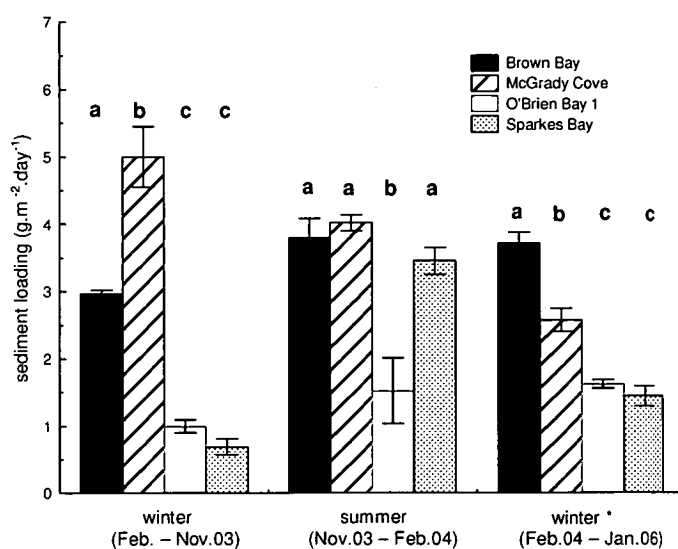 7
6
5
4
3
2
1
0
sediment loading (g.m⁻².day⁻¹)
Brown Bay
McGrady Cove
O'Brien Bay 1
Sparkes Bay
a b c c
a a b a
a b c c
winter summer winter *
(Feb. – Nov.03) (Nov.03 – Feb.04) (Feb.04 – Jan.06)